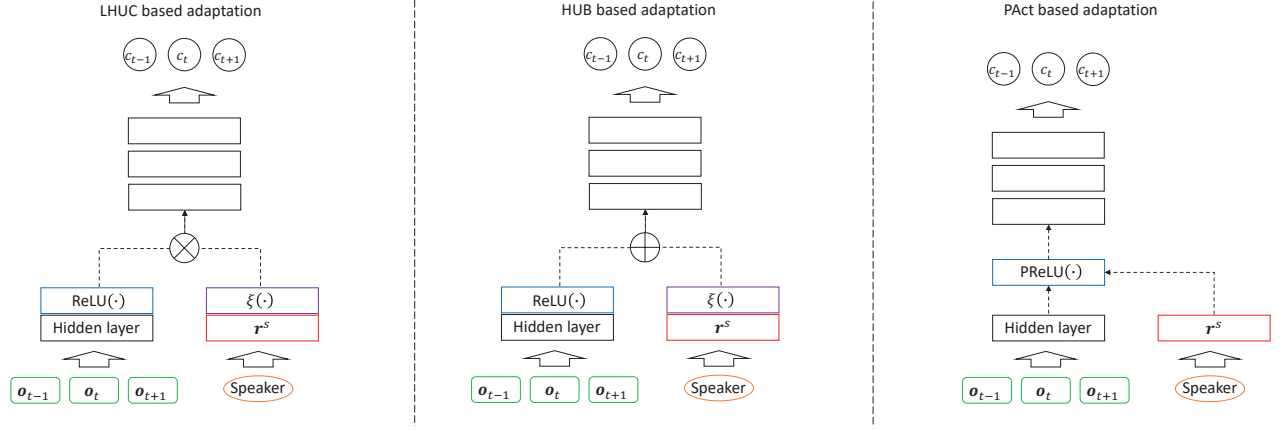 LHUC based adaptation
c_{t-1} c_t c_{t+1}
ReLU(·)
ξ(·)
Hidden layer
r^s
o_{t-1} o_t o_{t+1}
Speaker
HUB based adaptation
c_{t-1} c_t c_{t+1}
ReLU(·)
ξ(·)
Hidden layer
r^s
o_{t-1} o_t o_{t+1}
Speaker
PAct based adaptation
c_{t-1} c_t c_{t+1}
PReLU(·)
Hidden layer
r^s
o_{t-1} o_t o_{t+1}
Speaker